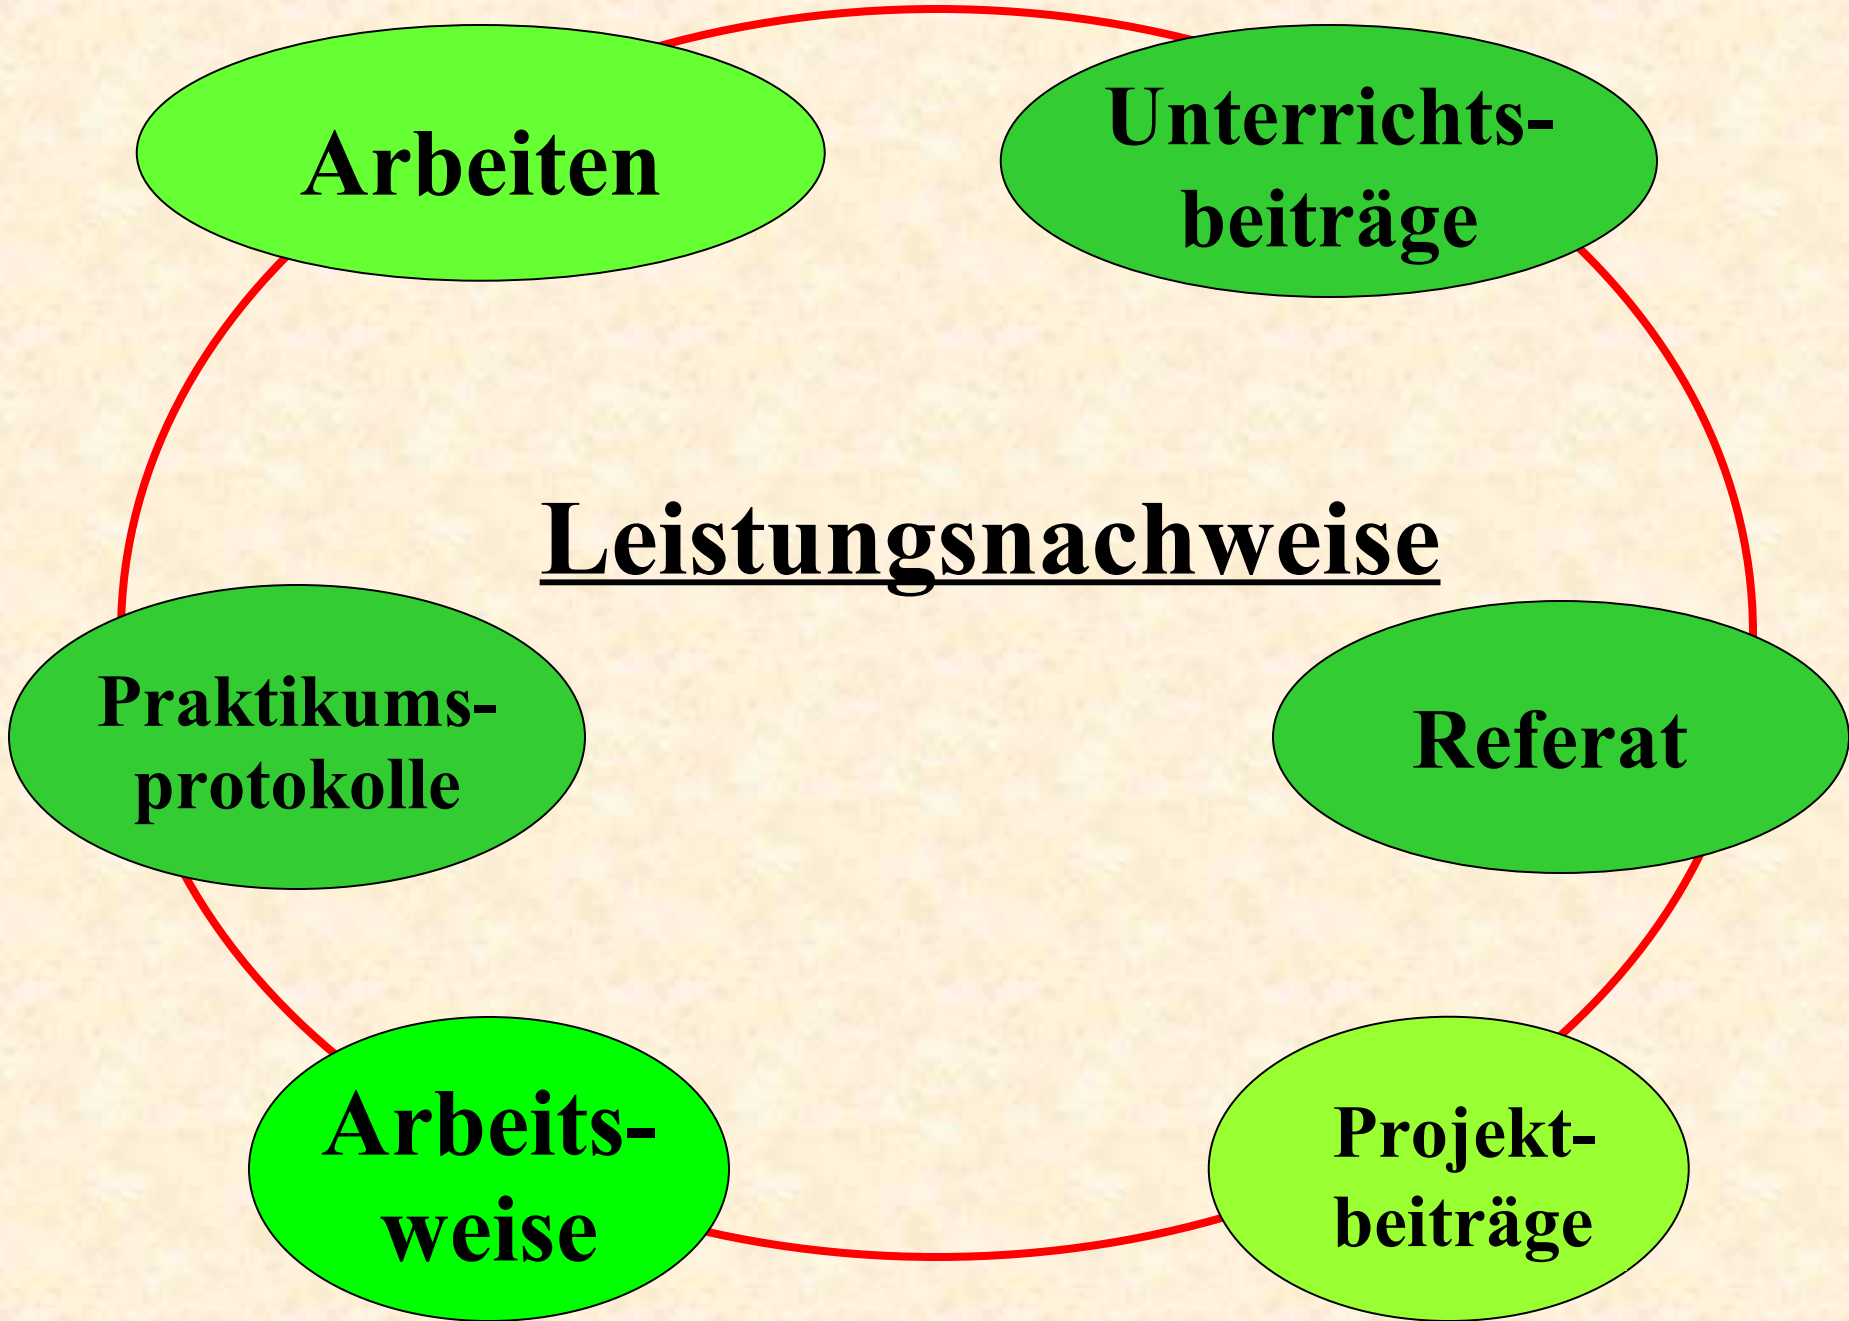 Arbeiten
Unterrichts-
beiträge
Leistungsnachweise
Praktikums-
protokolle
Referat
Arbeits-
weise
Projekt-
beiträge